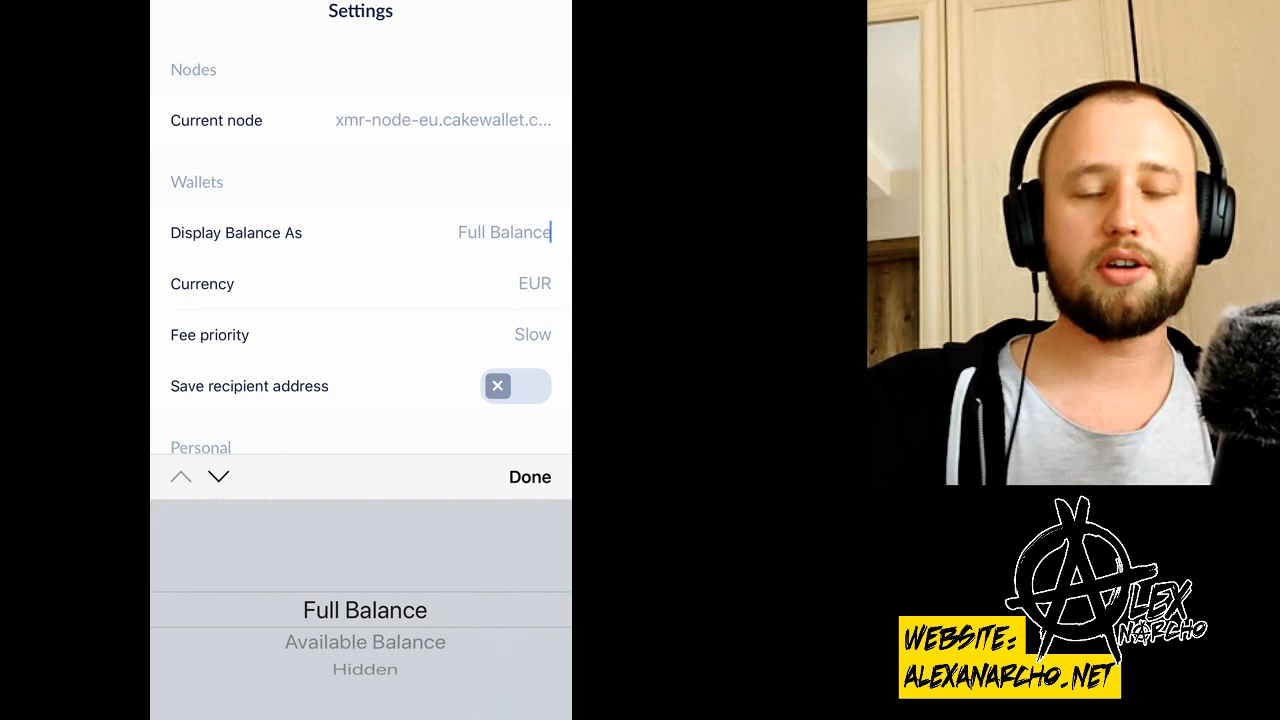 Settings
Nodes
Current node xmr-node-eu.cakewallet.c...
Wallets
Display Balance As Full Balance
Currency EUR
Fee priority Slow
Save recipient address
Personal
Done
Full Balance
Available Balance
Hidden
ALEX
NARCHO
WEBSITE:
ALEXANARCHO.NET